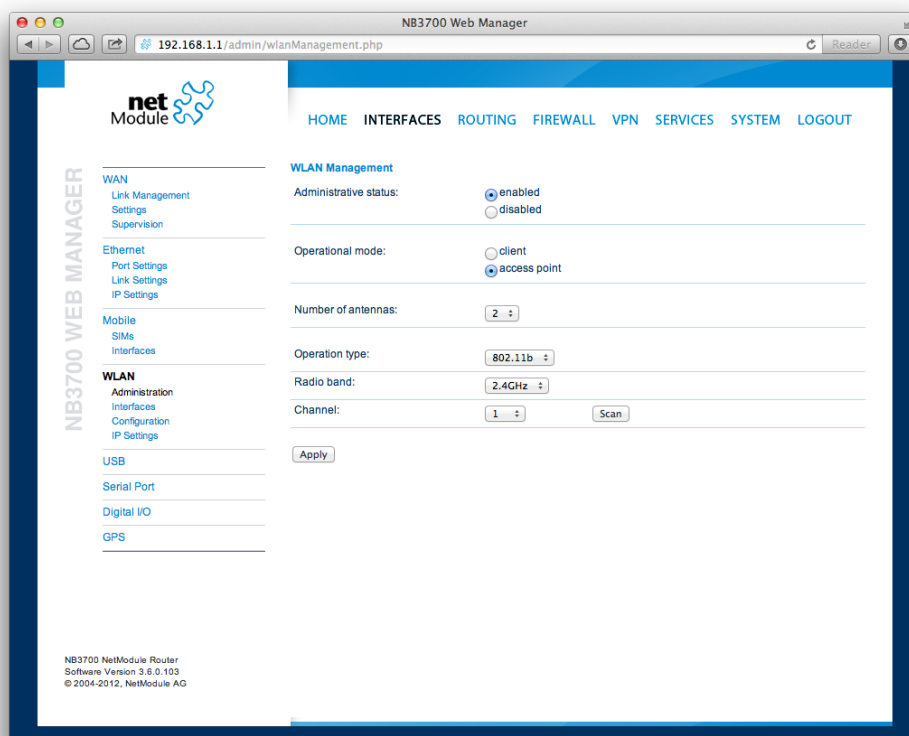 NB3700 Web Manager
192.168.1.1/admin/wlanManagement.php
Reader
net
Module
HOME INTERFACES ROUTING FIREWALL VPN SERVICES SYSTEM LOGOUT
NB3700 WEB MANAGER
WAN
Link Management
Settings
Supervision
Ethernet
Port Settings
Link Settings
IP Settings
Mobile
SIMs
Interfaces
WLAN
Administration
Interfaces
Configuration
IP Settings
USB
Serial Port
Digital I/O
GPS
WLAN Management
Administrative status: enabled
disabled
Operational mode: client
access point
Number of antennas: 2
Operation type: 802.11b
Radio band: 2.4GHz
Channel: 1 Scan
Apply
NB3700 NetModule Router
Software Version 3.6.0.103
© 2004-2012, NetModule AG